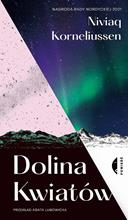 NAGRODA RADY NORDYCKIEJ 2021
Niviaq
Korneliussen
Dolina
Kwiatów
PRZEKŁAD AGATA LUBOWICKA